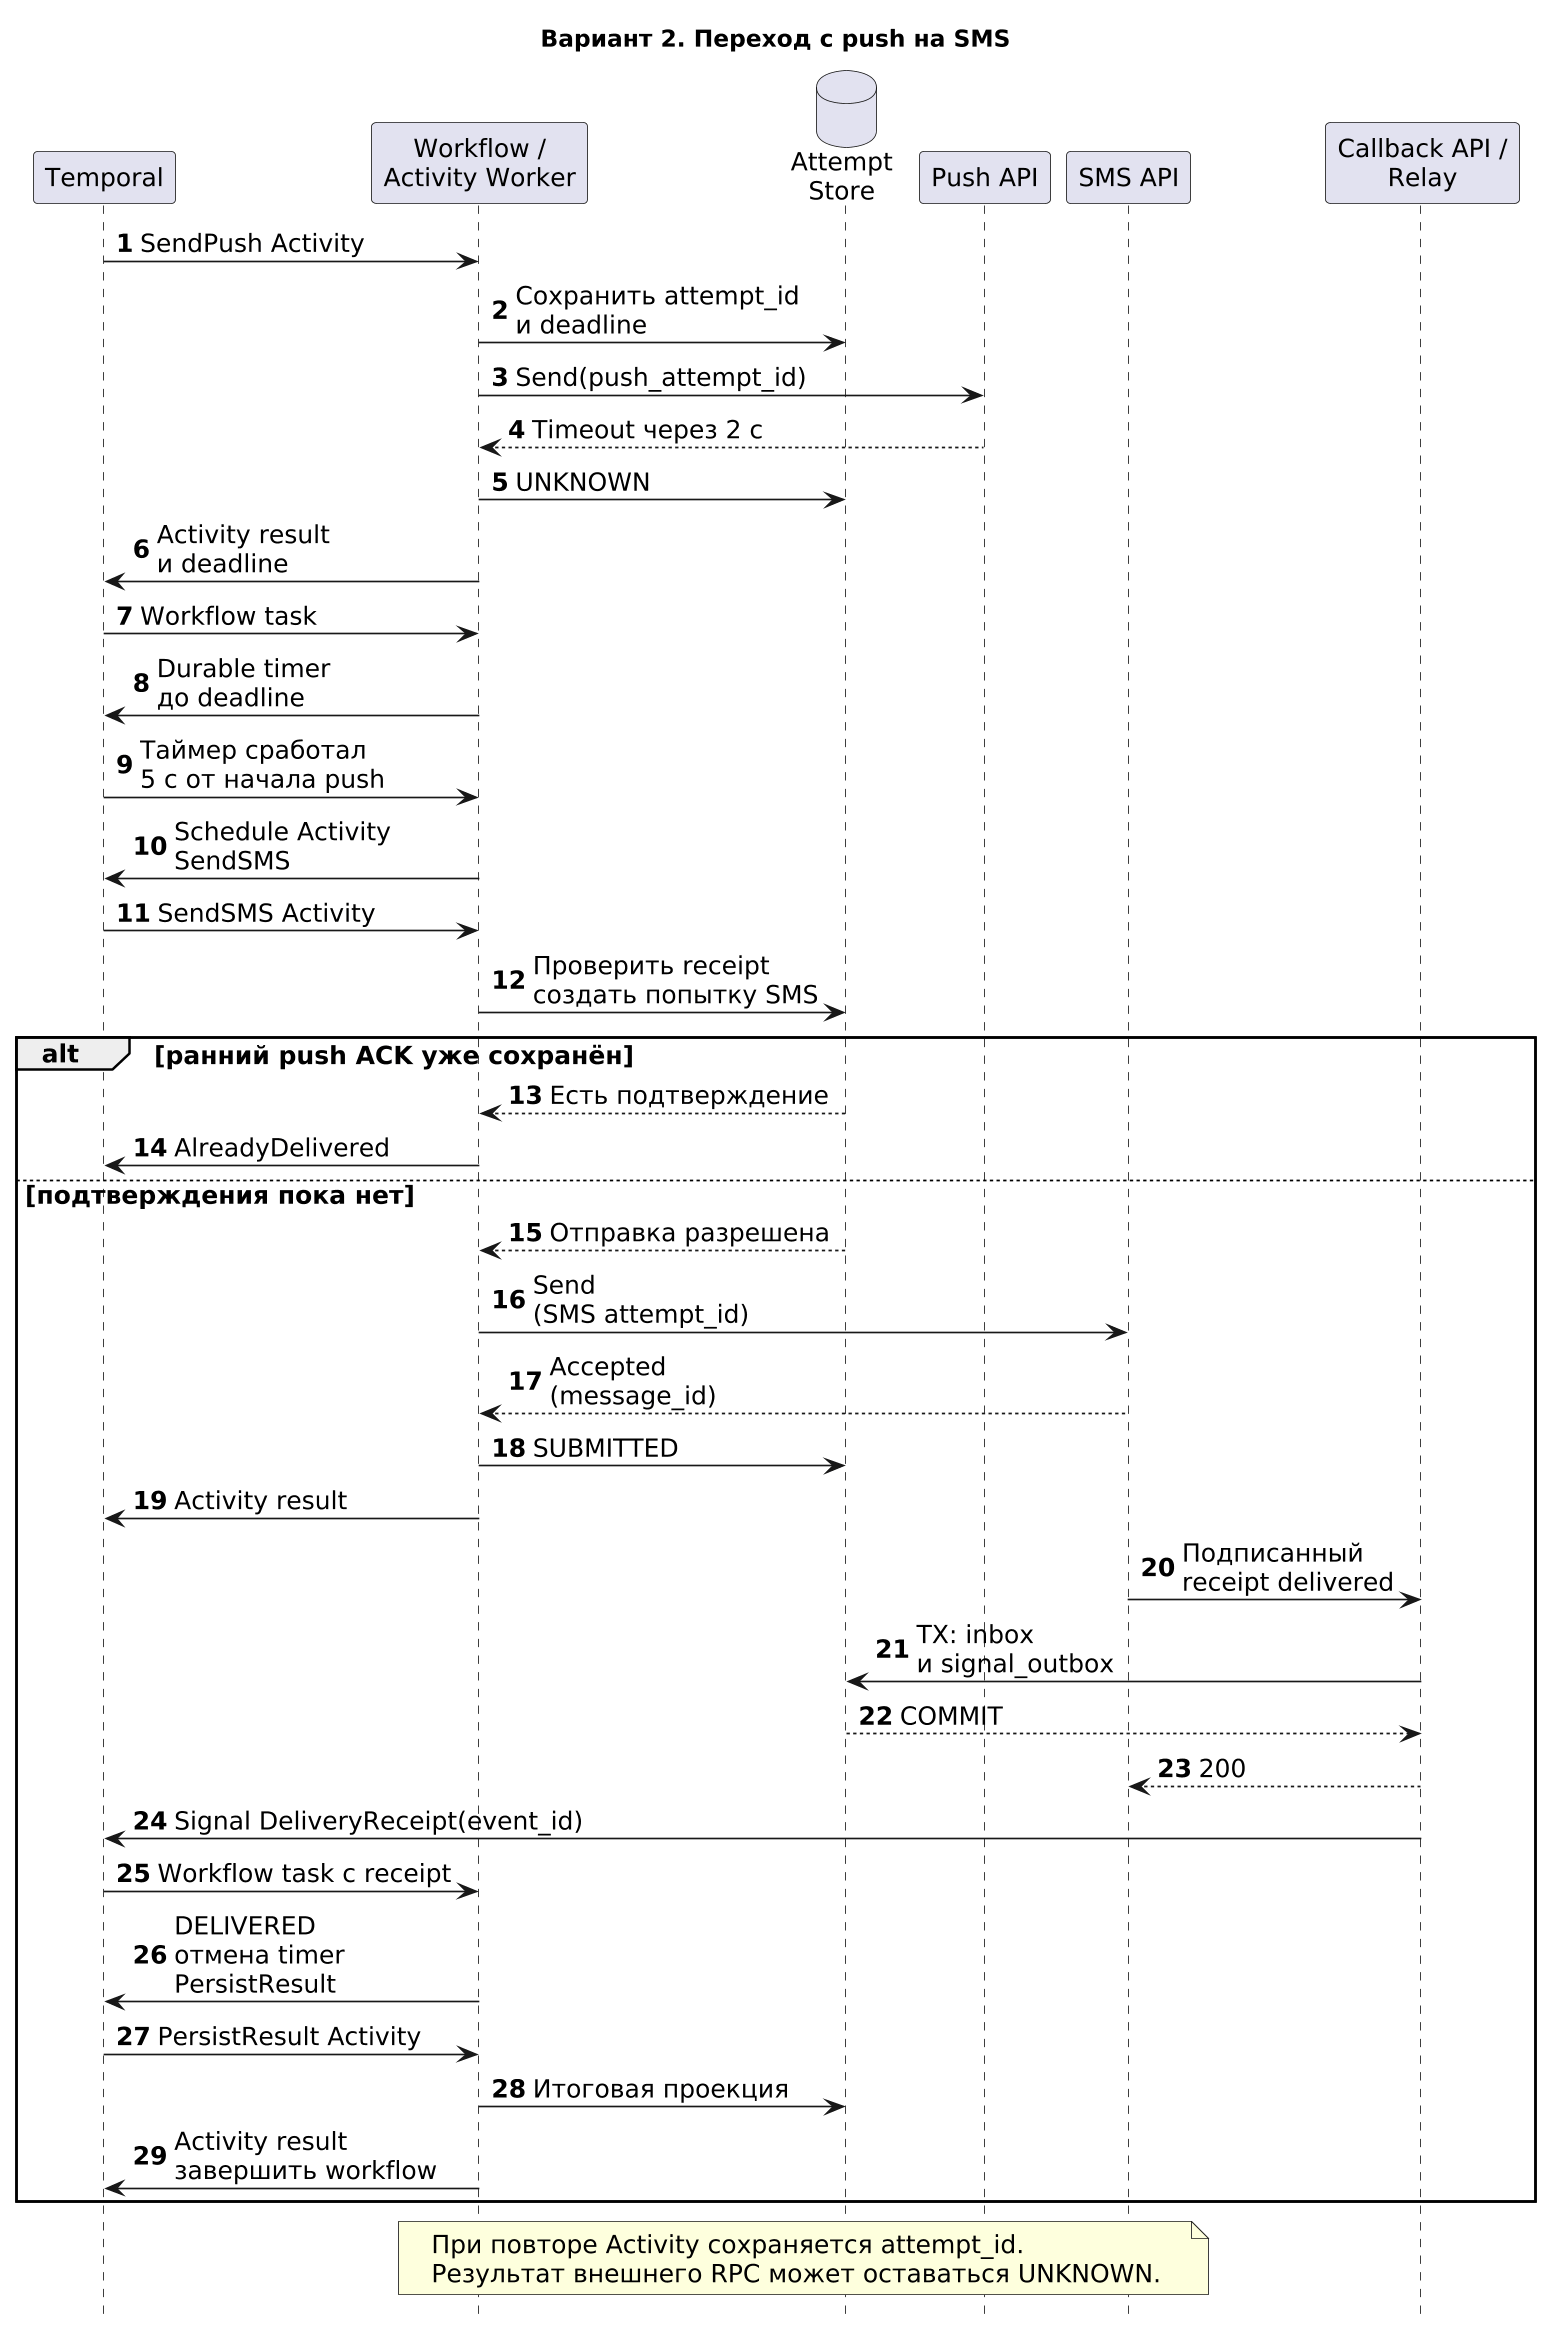 Вариант 2. Переход с push на SMS
Temporal
Workflow /
Activity Worker
Attempt
Store
Push API
SMS API
Callback API /
Relay
1 SendPush Activity
2 Сохранить attempt_id
и deadline
3 Send(push_attempt_id)
4 Timeout через 2 с
5 UNKNOWN
6 Activity result
и deadline
7 Workflow task
8 Durable timer
до deadline
9 Таймер сработал
5 с от начала push
10 Schedule Activity
SendSMS
11 SendSMS Activity
12 Проверить receipt
создать попытку SMS
alt [ранний push ACK уже сохранён]
13 Есть подтверждение
14 AlreadyDelivered
[подтверждения пока нет]
15 Отправка разрешена
16 Send
(SMS attempt_id)
17 Accepted
(message_id)
18 SUBMITTED
19 Activity result
20 Подписанный
receipt delivered
21 TX: inbox
и signal_outbox
22 COMMIT
23 200
24 Signal DeliveryReceipt(event_id)
25 Workflow task с receipt
26 DELIVERED
отмена timer
PersistResult
27 PersistResult Activity
28 Итоговая проекция
29 Activity result
завершить workflow
При повторе Activity сохраняется attempt_id.
Результат внешнего RPC может оставаться UNKNOWN.